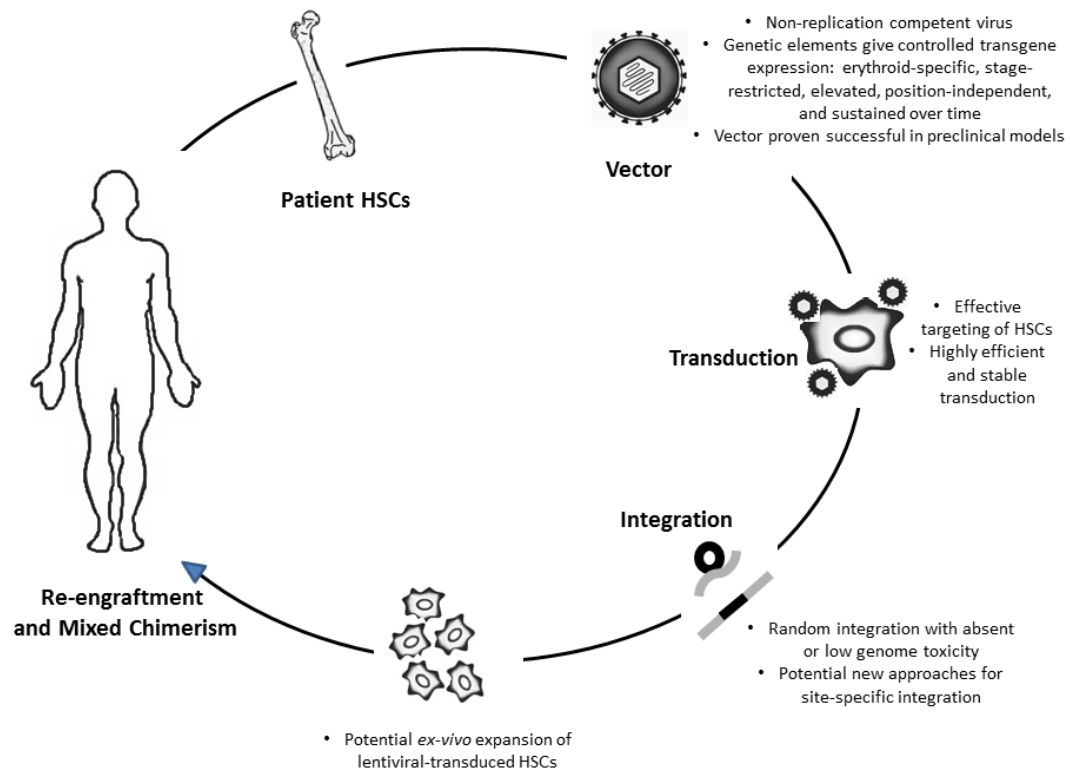 Patient HSCs
Vector
• Non-replication competent virus
• Genetic elements give controlled transgene
expression: erythroid-specific, stage-
restricted, elevated, position-independent,
and sustained over time
• Vector proven successful in preclinical models
Transduction
• Effective
targeting of HSCs
• Highly efficient
and stable
transduction
Integration
• Random integration with absent
or low genome toxicity
• Potential new approaches for
site-specific integration
• Potential ex-vivo expansion of
lentiviral-transduced HSCs
Re-engraftment
and Mixed Chimerism